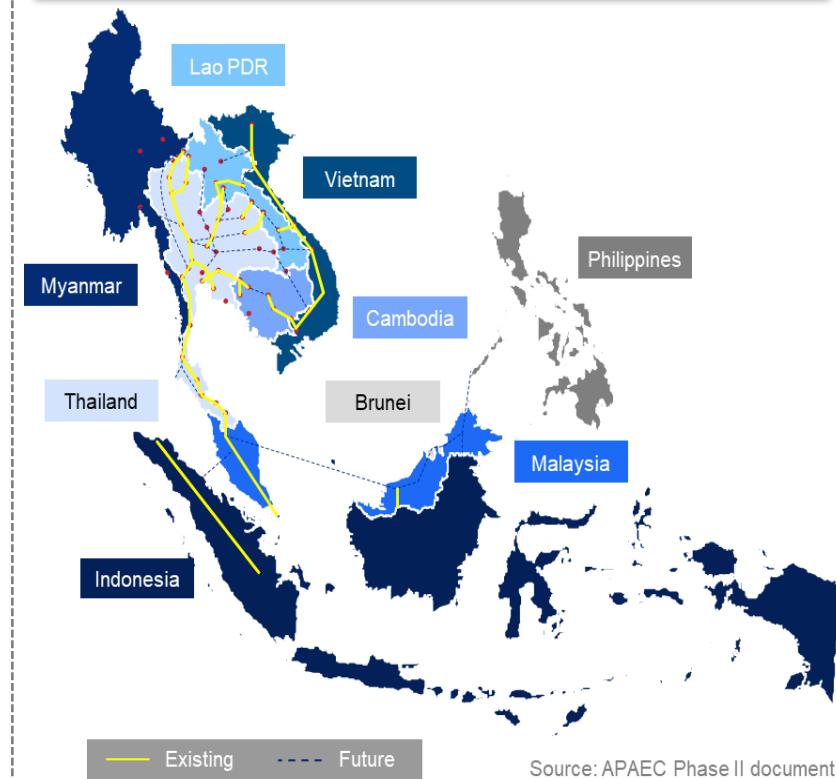 Lao PDR
Vietnam
Philippines
Myanmar
Cambodia
Thailand
Brunei
Malaysia
Indonesia
Existing
Future
Source: APAEC Phase II document